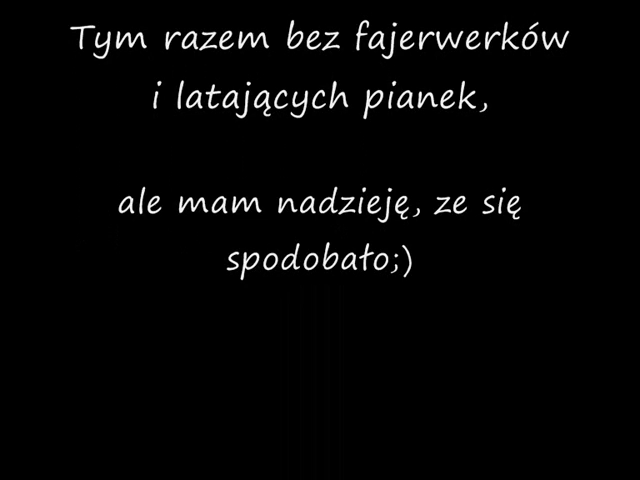 Tym razem bez fajerwerków
i latających pianek,
ale mam nadzieję, ze się
spodobało;)